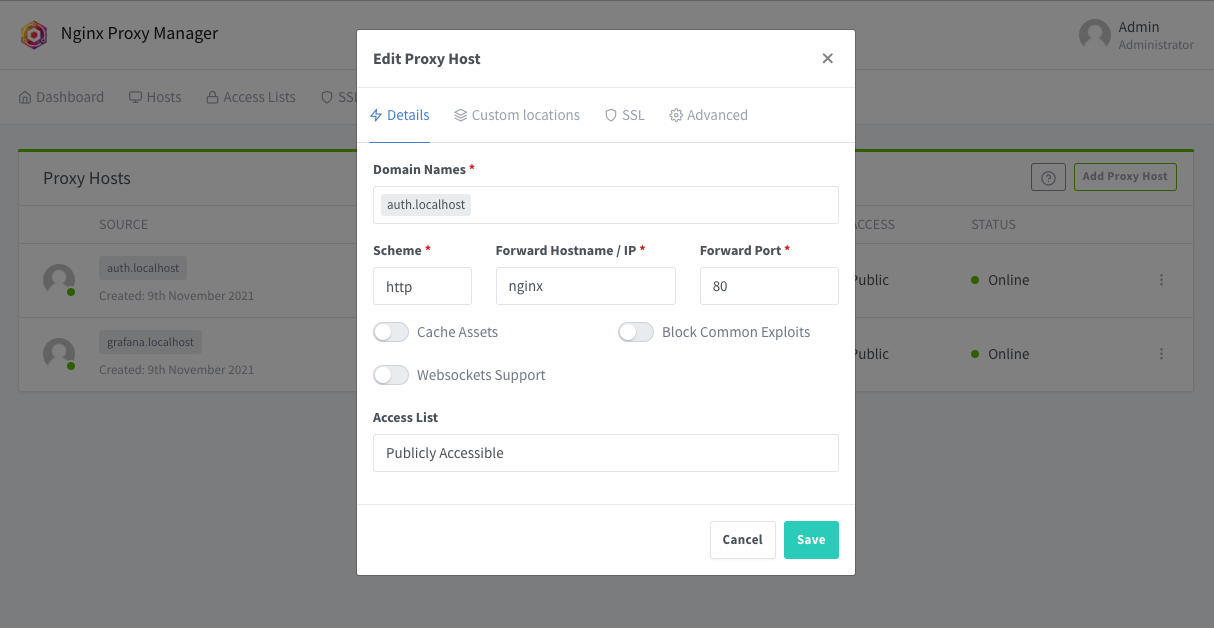 Nginx Proxy Manager
Admin
Administrator
Dashboard
Hosts
Access Lists
SSL
Proxy Hosts
Add Proxy Host
SOURCE
STATUS
auth.localhost
Created: 9th November 2021
Public
Online
grafana.localhost
Created: 9th November 2021
Public
Online
Edit Proxy Host
Details
Custom locations
SSL
Advanced
Domain Names *
auth.localhost
Scheme *
Forward Hostname / IP *
Forward Port *
http
nginx
80
Cache Assets
Block Common Exploits
Websockets Support
Access List
Publicly Accessible
Cancel
Save